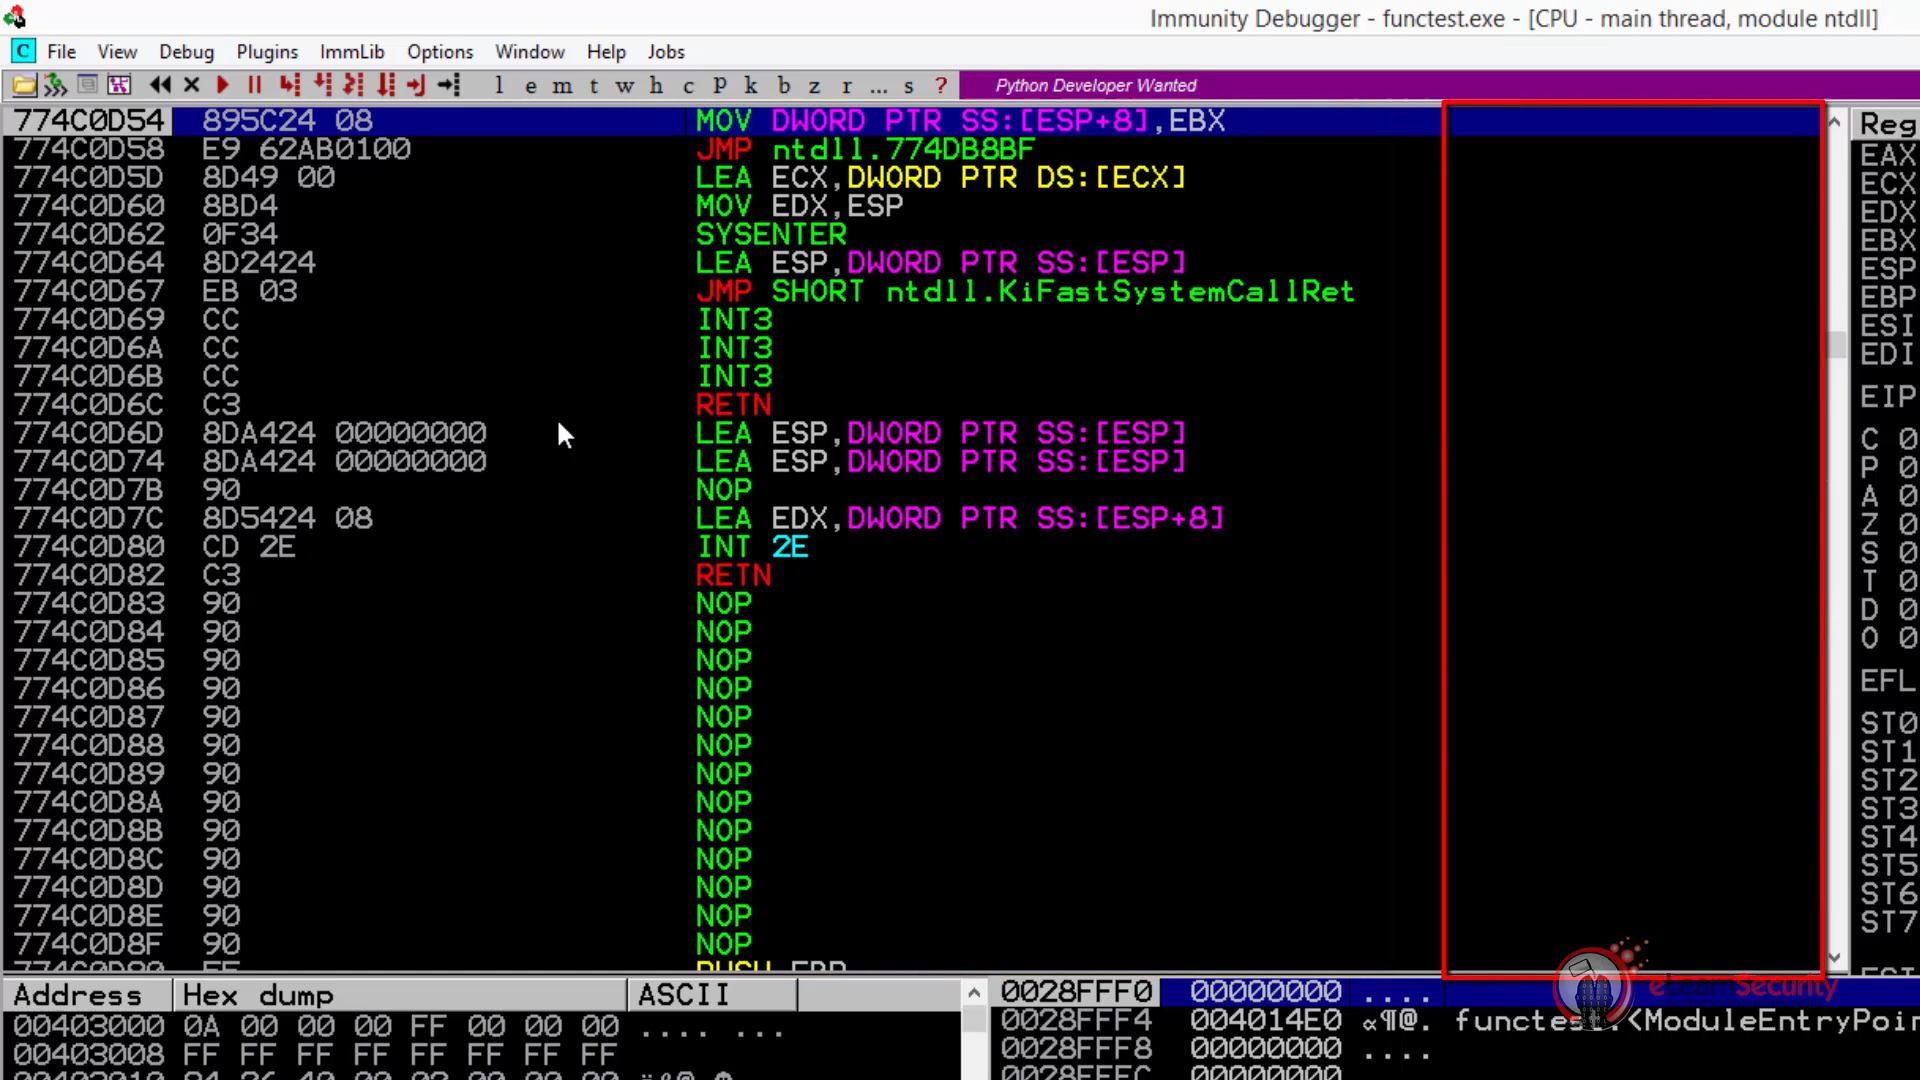 Immunity Debugger - functest.exe - [CPU - main thread, module ntdll]
C File View Debug Plugins ImmLib Options Window Help Jobs
l e m t w h c P k b z r ... s ? Python Developer Wanted
774C0D54 895C24 08 MOV DWORD PTR SS:[ESP+8],EBX
774C0D58 E9 62AB0100 JMP ntdll.774DB8BF
774C0D5D 8D49 00 LEA ECX,DWORD PTR DS:[ECX]
774C0D60 8BD4 MOV EDX,ESP
774C0D62 0F34 SYSENTER
774C0D64 8D2424 LEA ESP,DWORD PTR SS:[ESP]
774C0D67 EB 03 JMP SHORT ntdll.KiFastSystemCallRet
774C0D69 CC INT3
774C0D6A CC INT3
774C0D6B CC INT3
774C0D6C C3 RETN
774C0D6D 8DA424 00000000 LEA ESP,DWORD PTR SS:[ESP]
774C0D74 8DA424 00000000 LEA ESP,DWORD PTR SS:[ESP]
774C0D7B 90 NOP
774C0D7C 8D5424 08 LEA EDX,DWORD PTR SS:[ESP+8]
774C0D80 CD 2E INT 2E
774C0D82 C3 RETN
774C0D83 90 NOP
774C0D84 90 NOP
774C0D85 90 NOP
774C0D86 90 NOP
774C0D87 90 NOP
774C0D88 90 NOP
774C0D89 90 NOP
774C0D8A 90 NOP
774C0D8B 90 NOP
774C0D8C 90 NOP
774C0D8D 90 NOP
774C0D8E 90 NOP
774C0D8F 90 NOP
Reg
EAX
ECX
EDX
EBX
ESP
EBP
ESI
EDI
EIP
C 0
P 0
A 0
Z 0
S 0
T 0
D 0
O 0
EFL
ST0
ST1
ST2
ST3
ST4
ST5
ST6
ST7
Address Hex dump ASCII
00403000 0A 00 00 00 FF 00 00 00 .... ...
00403008 FF FF FF FF FF FF FF FF
0028FFF0 00000000 ....
0028FFF4 004014E0 α¶@. functest.<ModuleEntryPoi
0028FFF8 00000000 ....
eLearnSecurity